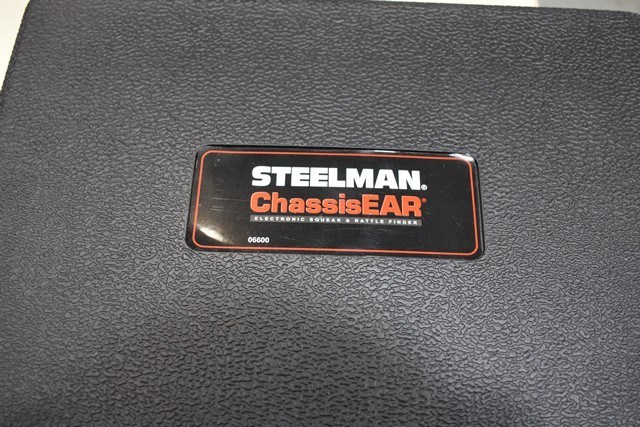 STEELMAN®
ChassisEAR®
ELECTRONIC SQUEAK & RATTLE FINDER
06600